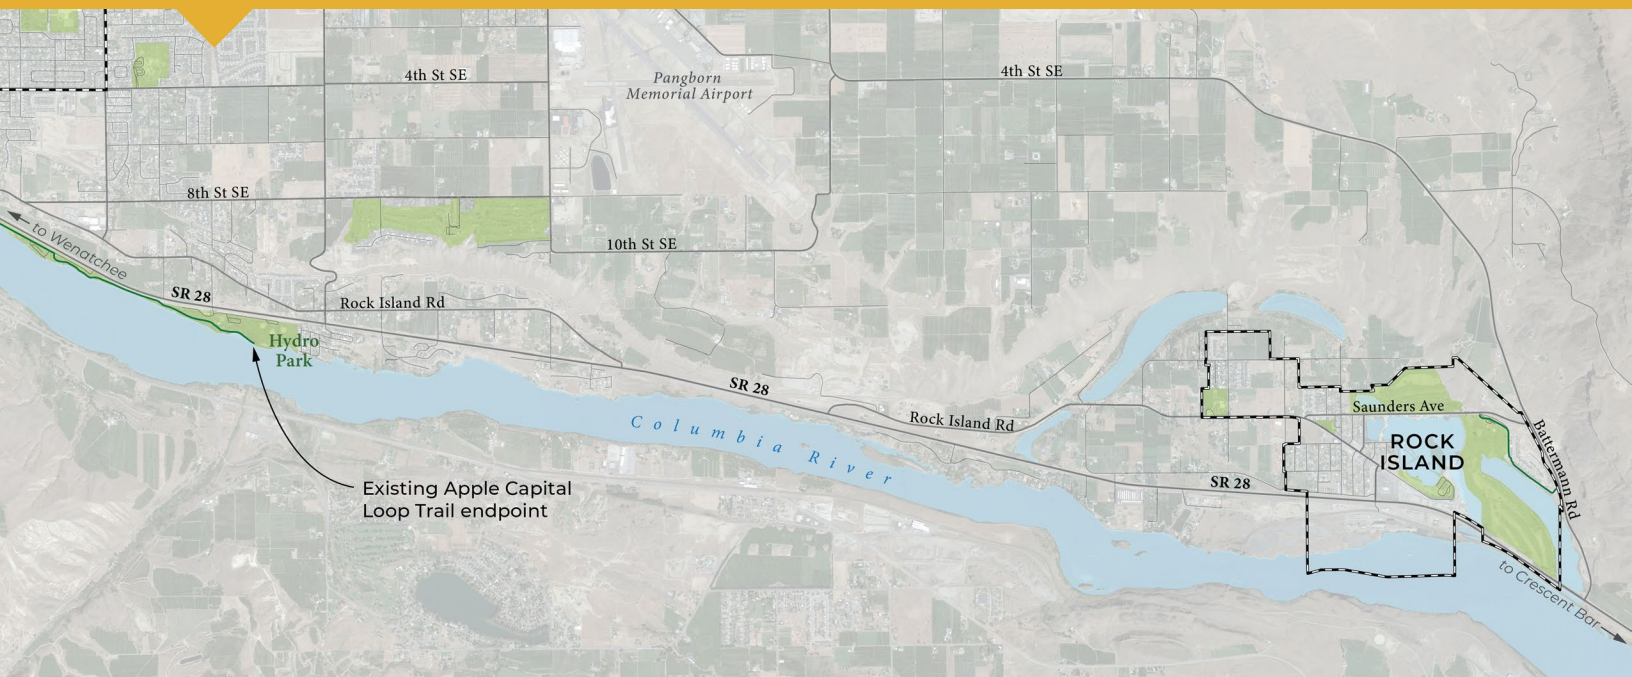 4th St SE
Pangborn
Memorial Airport
4th St SE
8th St SE
to Wenatchee
10th St SE
SR 28
Rock Island Rd
Hydro
Park
SR 28
Rock Island Rd
Columbia River
Saunders Ave
ROCK
ISLAND
Battermann Rd
SR 28
Existing Apple Capital
Loop Trail endpoint
to Crescent Bar